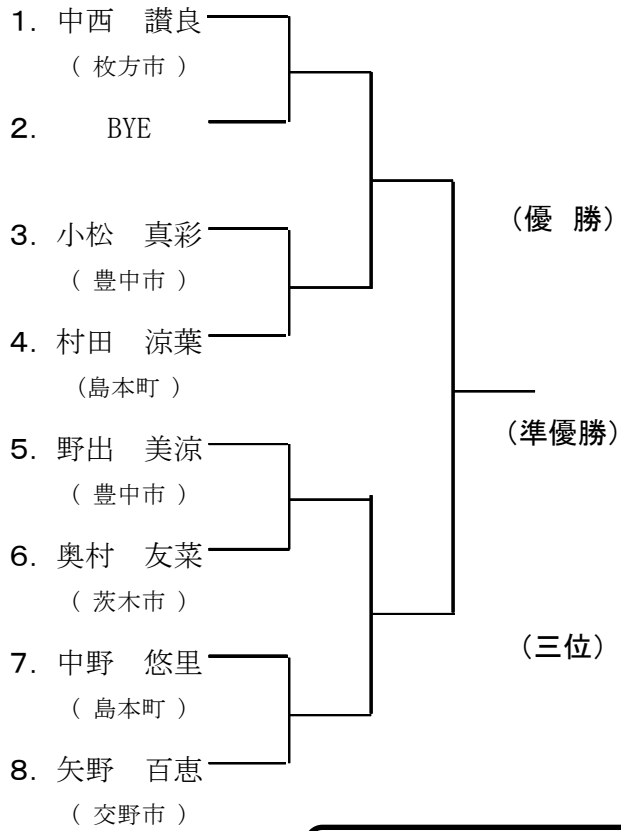 1. 中西　讃良
( 枚方市 )
2. BYE
3. 小松　真彩
( 豊中市 )
4. 村田　涼葉
(島本町 )
5. 野出　美涼
( 豊中市 )
6. 奥村　友菜
( 茨木市 )
7. 中野　悠里
( 島本町 )
8. 矢野　百恵
( 交野市 )
(優　勝)
(準優勝)
(三位)